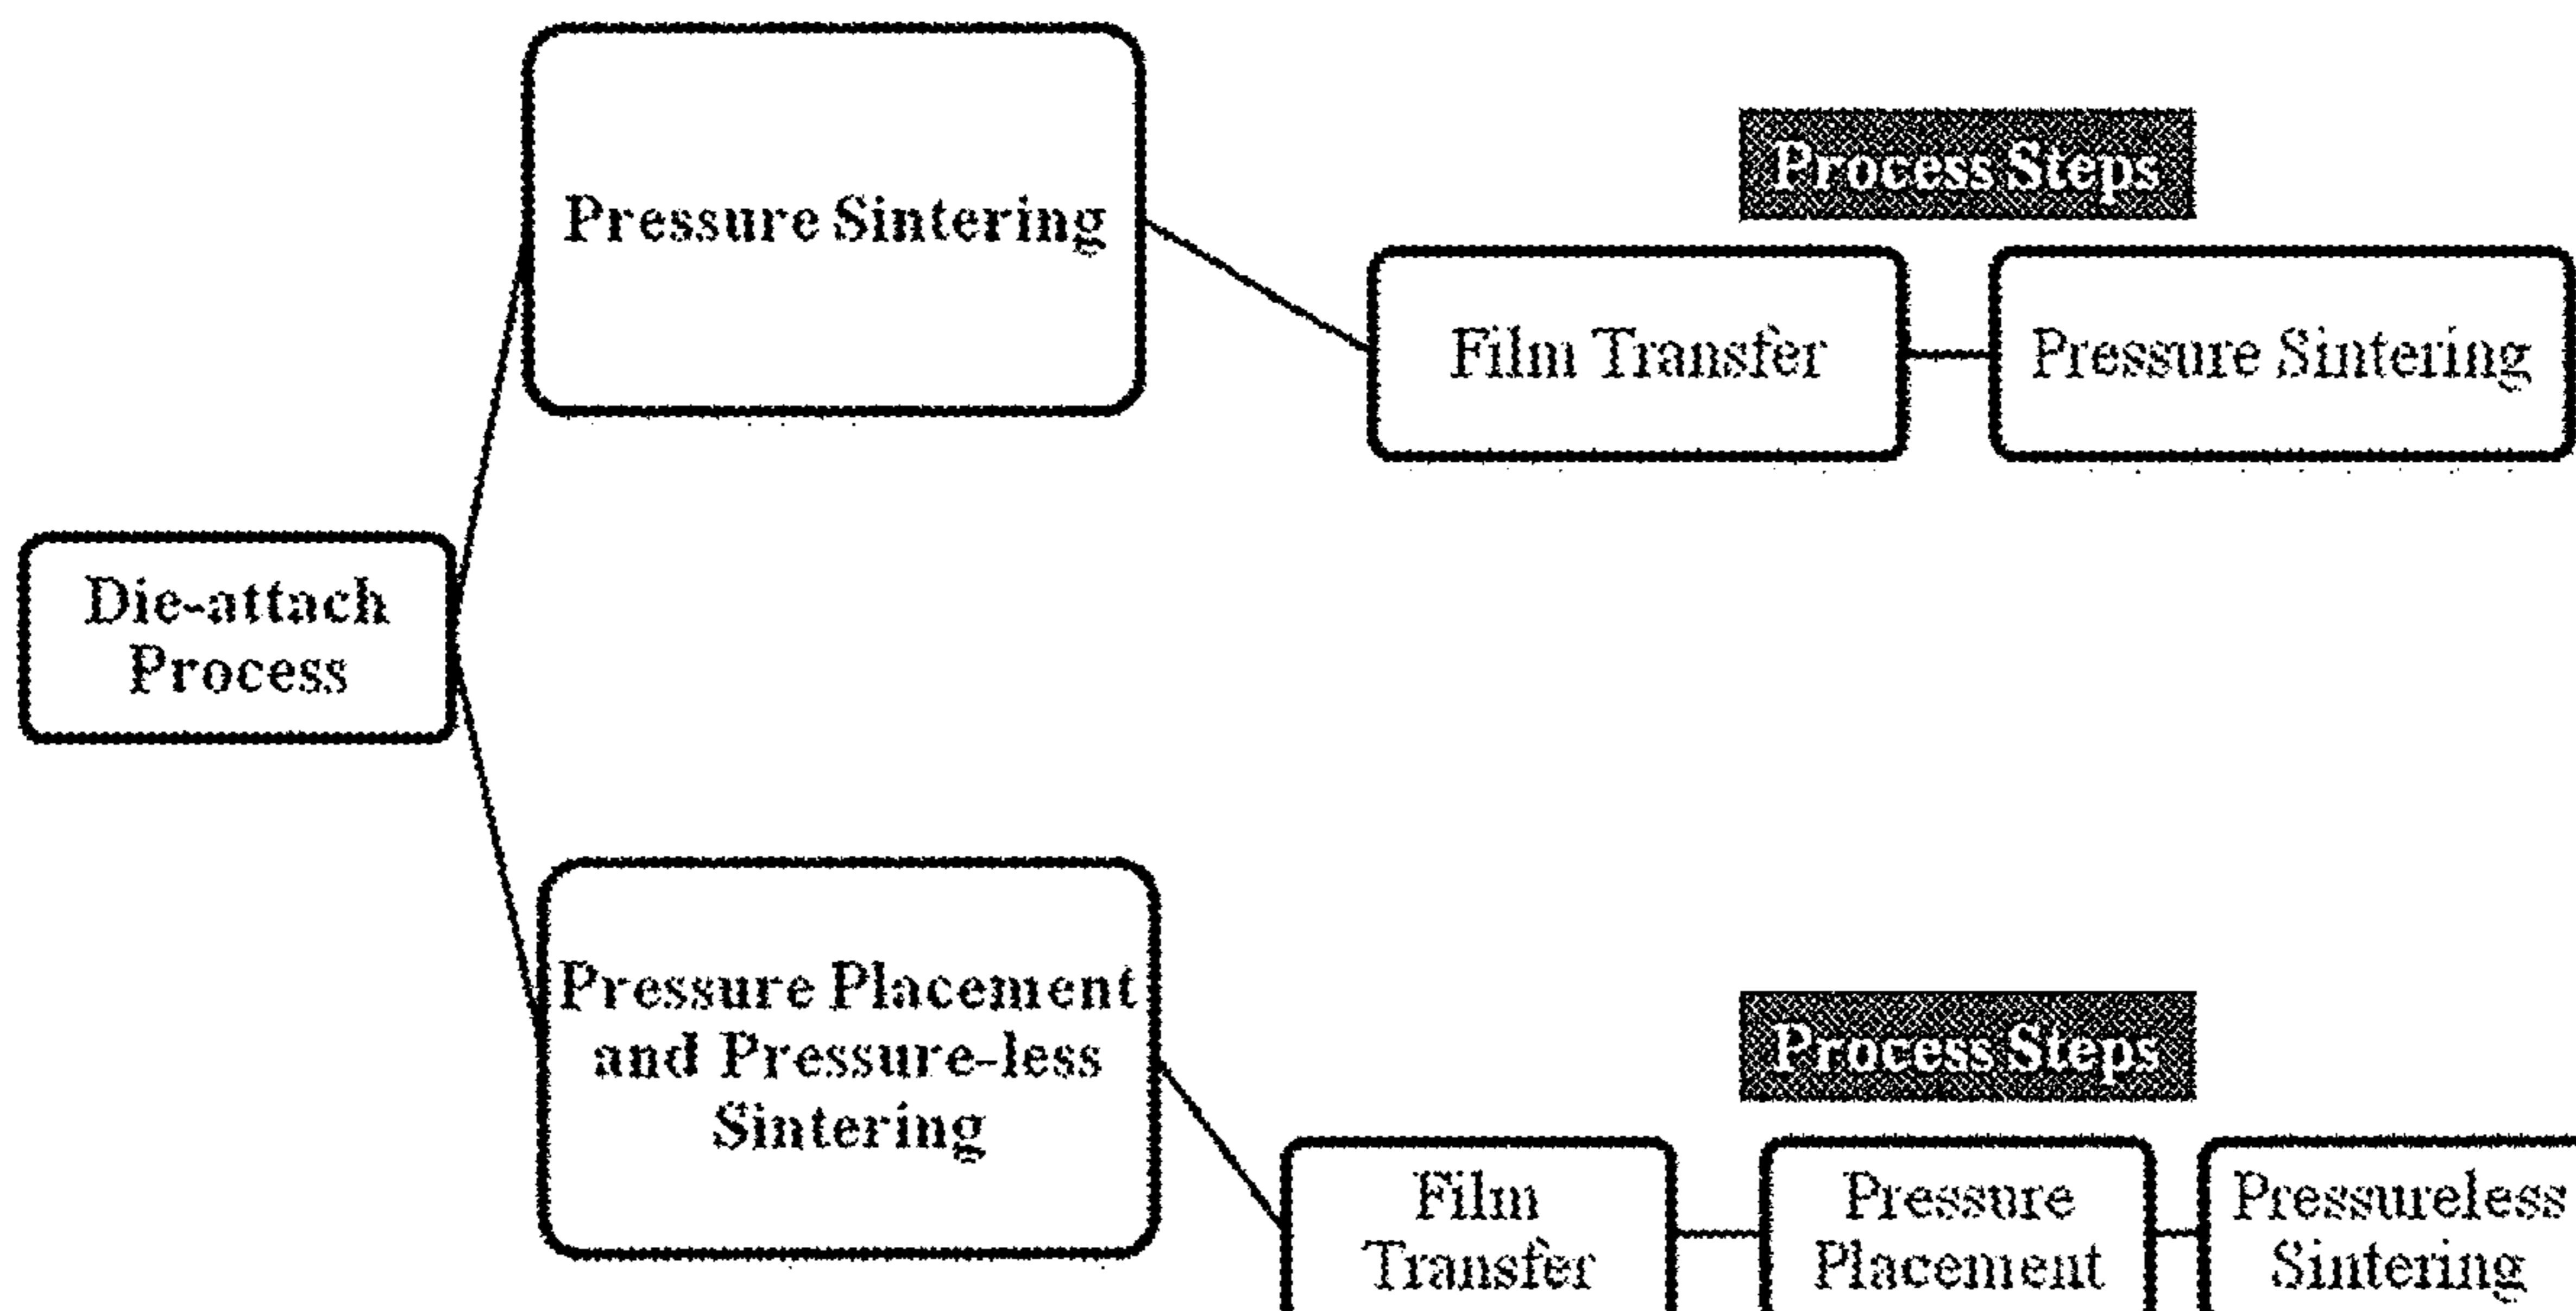 Pressure Sintering
Process Steps
Film Transfer
Pressure Sintering
Die-attach
Process
Pressure Placement
and Pressure-less
Sintering
Process Steps
Film
Transfer
Pressure
Placement
Pressureless
Sintering